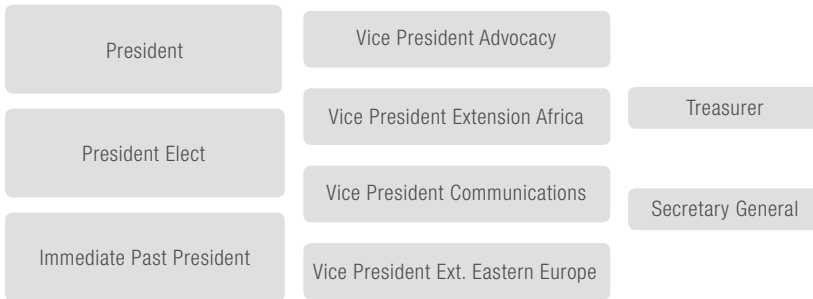 President
President Elect
Immediate Past President
Vice President Advocacy
Vice President Extension Africa
Vice President Communications
Vice President Ext. Eastern Europe
Treasurer
Secretary General